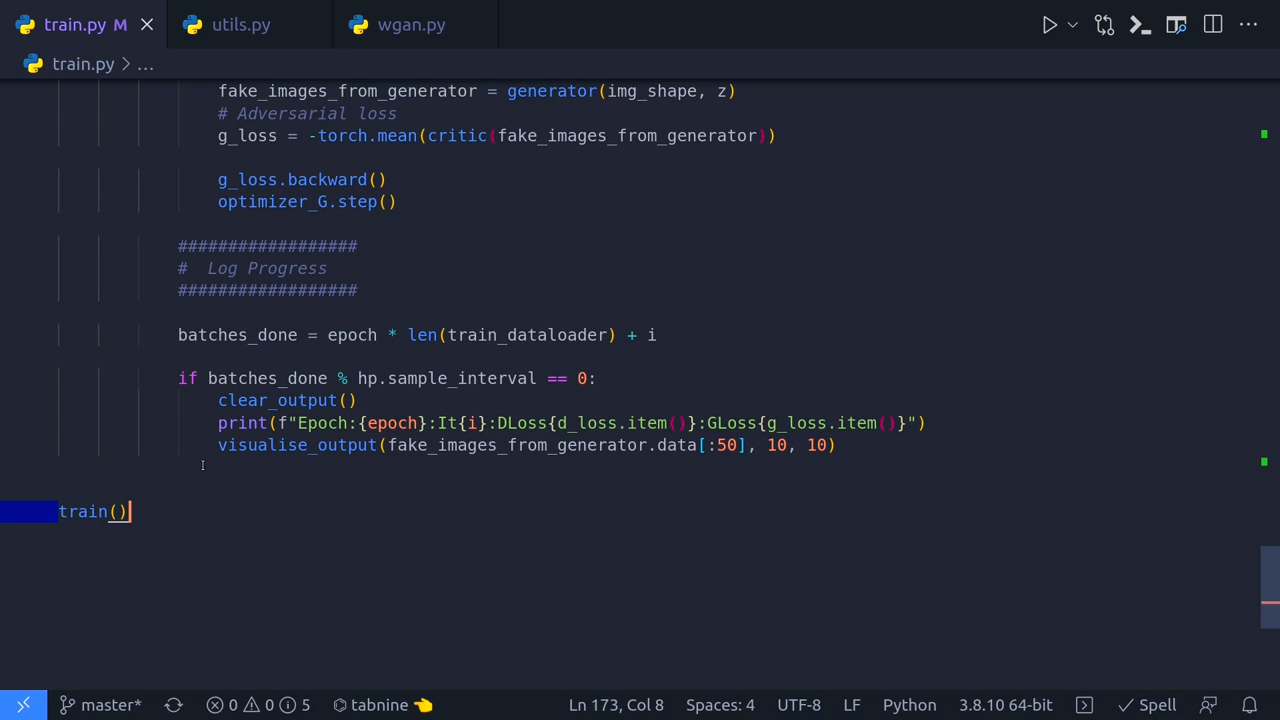 train.py M
utils.py
wgan.py
train.py > ...
fake_images_from_generator = generator(img_shape, z)
# Adversarial loss
g_loss = -torch.mean(critic(fake_images_from_generator))
g_loss.backward()
optimizer_G.step()
##################
#  Log Progress
##################
batches_done = epoch * len(train_dataloader) + i
if batches_done % hp.sample_interval == 0:
clear_output()
print(f"Epoch:{epoch}:It{i}:DLoss{d_loss.item()}:GLoss{g_loss.item()}")
visualise_output(fake_images_from_generator.data[:50], 10, 10)
train()
master* 0 0 5 tabnine 👈 Ln 173, Col 8 Spaces: 4 UTF-8 LF Python 3.8.10 64-bit Spell